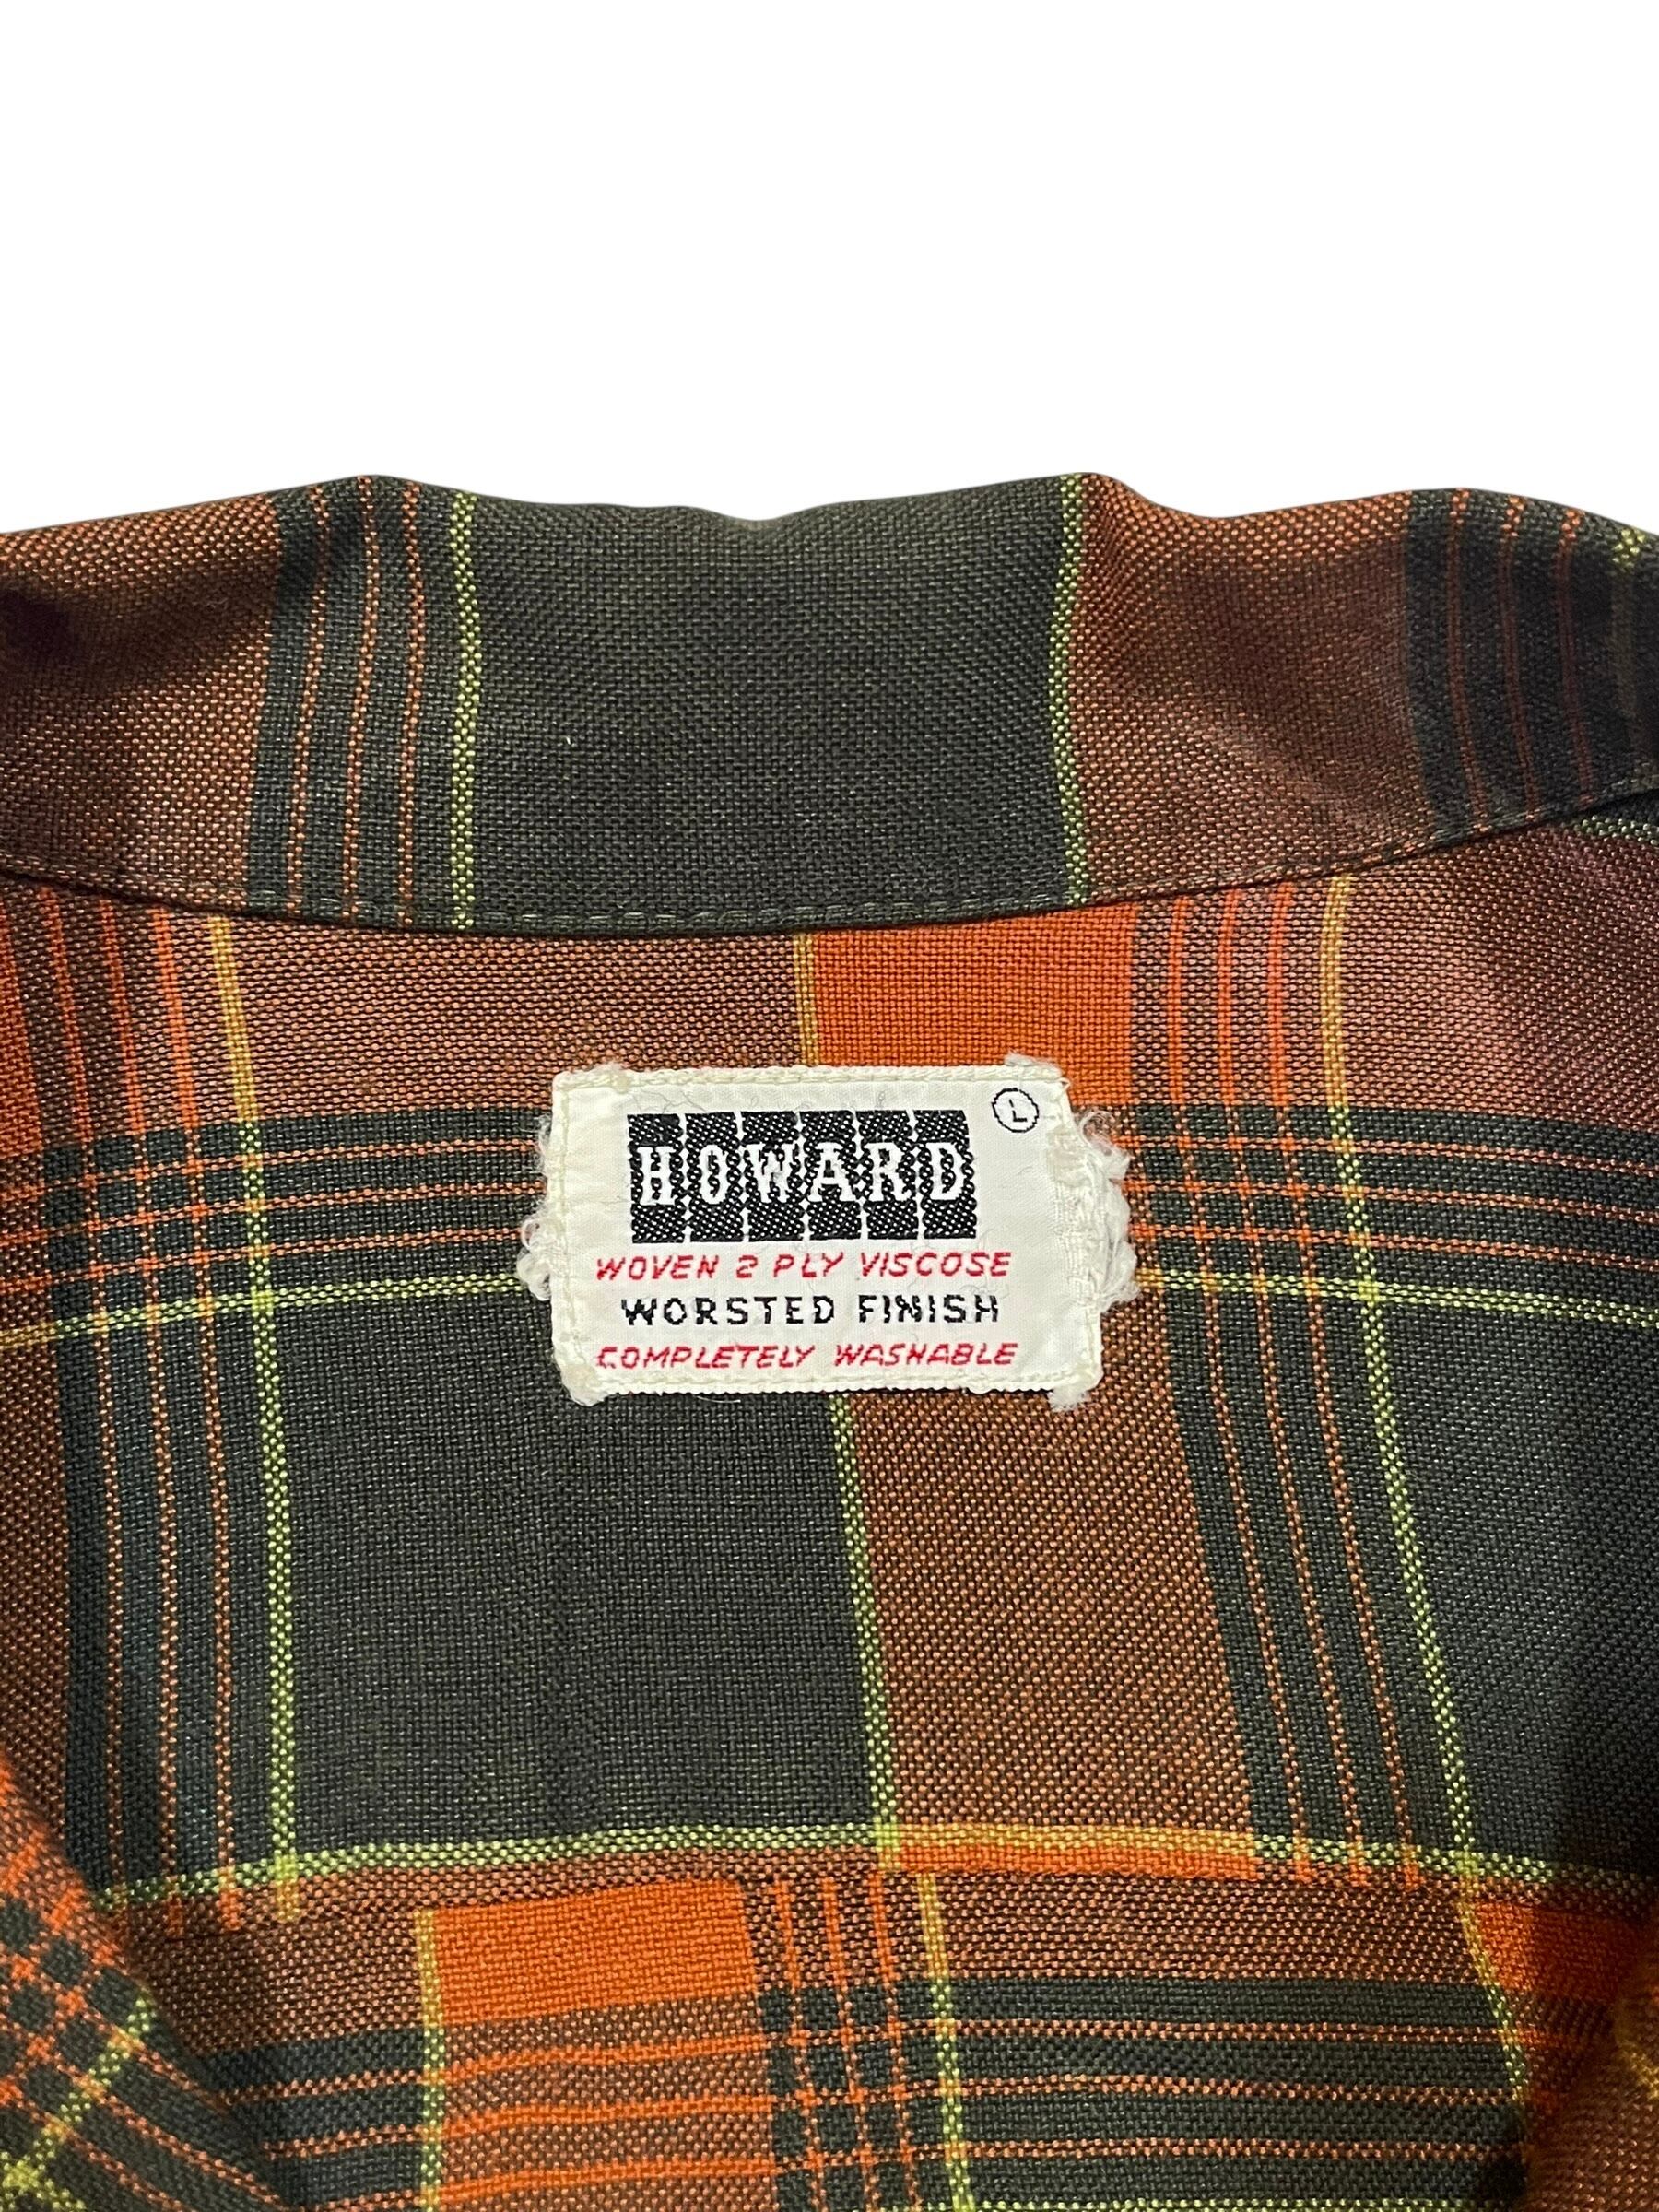 L
HOWARD
WOVEN 2 PLY VISCOSE
WORSTED FINISH
COMPLETELY WASHABLE